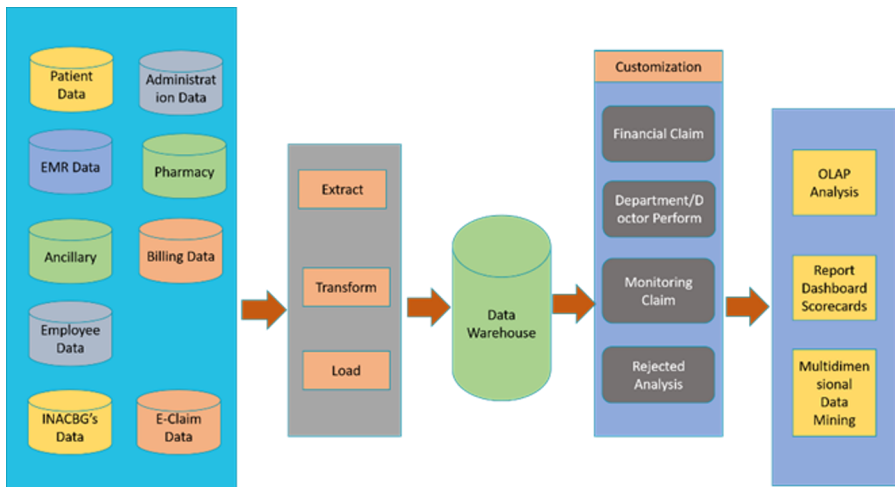 Patient
Data
Administrat
ion Data
EMR Data
Pharmacy
Ancillary
Billing Data
Employee
Data
INACBG's
Data
E-Claim
Data
Extract
Transform
Load
Data
Warehouse
Customization
Financial Claim
Department/D
octor Perform
Monitoring
Claim
Rejected
Analysis
OLAP
Analysis
Report
Dashboard
Scorecards
Multidimen
sional
Data
Mining